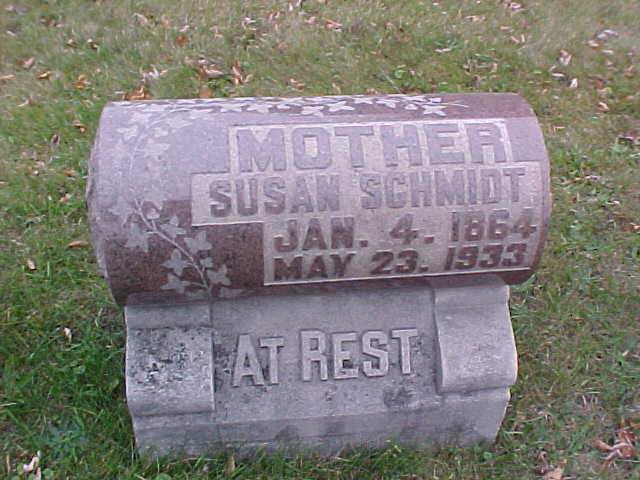 MOTHER
SUSAN SCHMIDT
JAN. 4. 1864
MAY 23. 1933
AT REST